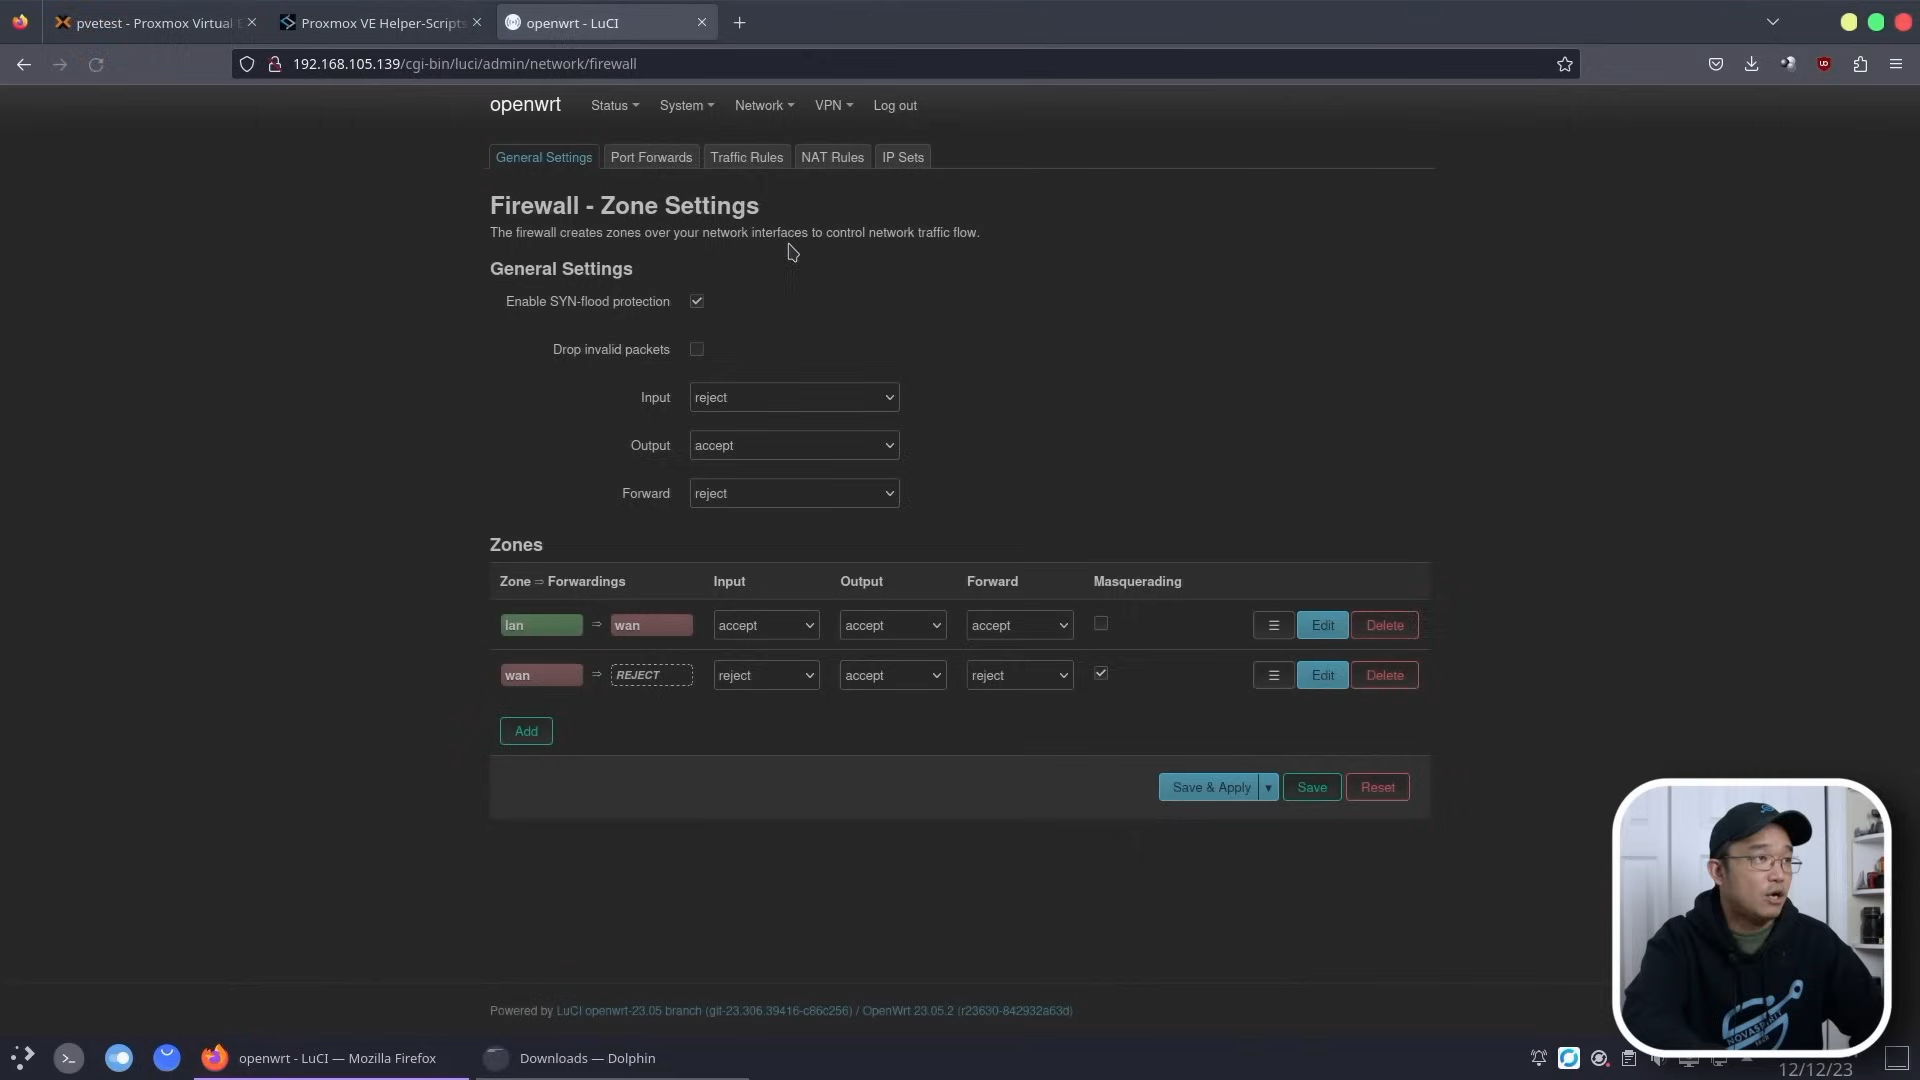 pvetest - Proxmox Virtual E
Proxmox VE Helper-Scripts
openwrt - LuCI
192.168.105.139/cgi-bin/luci/admin/network/firewall
openwrt Status System Network VPN Log out
General Settings Port Forwards Traffic Rules NAT Rules IP Sets
Firewall - Zone Settings
The firewall creates zones over your network interfaces to control network traffic flow.
General Settings
Enable SYN-flood protection
Drop invalid packets
Input reject
Output accept
Forward reject
Zones
Zone ⇒ Forwardings Input Output Forward Masquerading
lan ⇒ wan accept accept accept ☰ Edit Delete
wan ⇒ REJECT reject accept reject ☰ Edit Delete
Add
Save & Apply Save Reset
Powered by LuCI openwrt-23.05 branch (git-23.306.39416-c86c256) / OpenWrt 23.05.2 (r23630-842932a63d)
NOVASPIRIT
openwrt - LuCI — Mozilla Firefox
Downloads — Dolphin
12/12/23